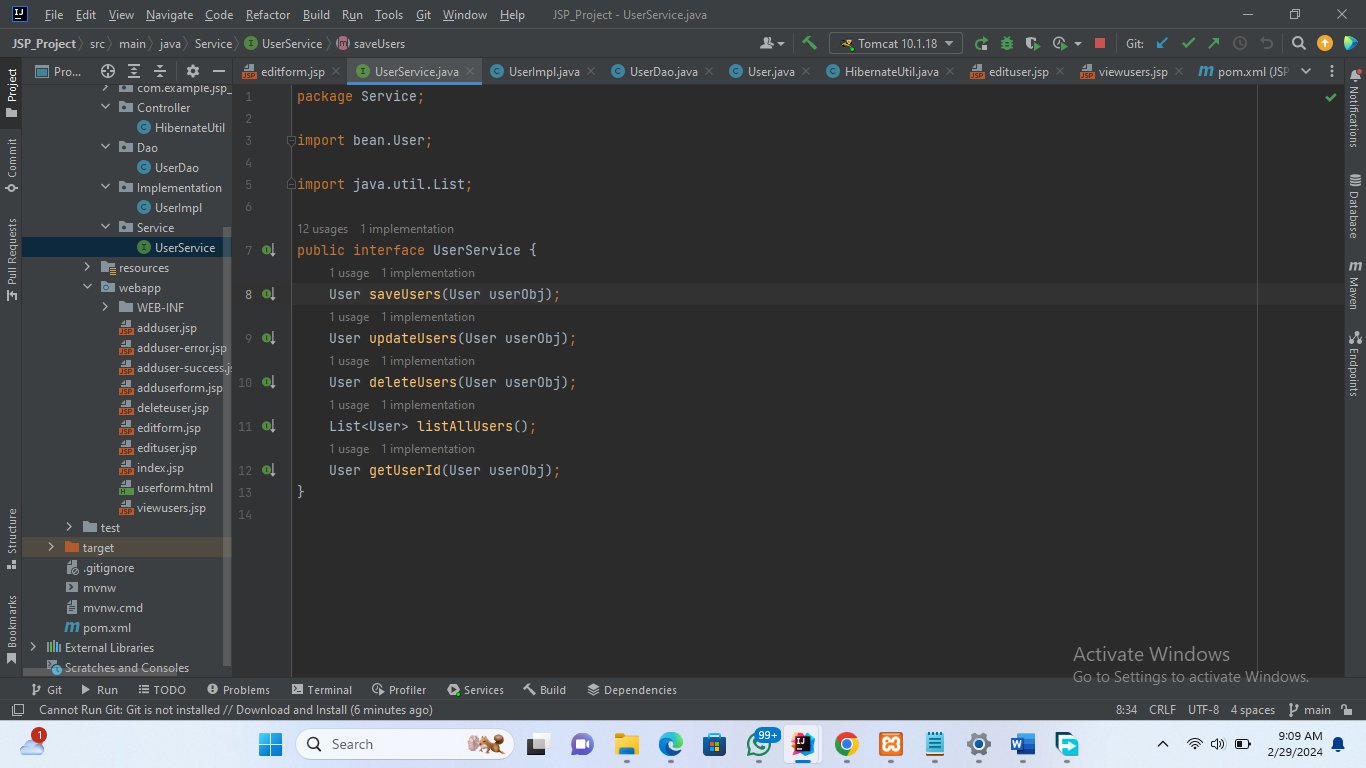 File Edit View Navigate Code Refactor Build Run Tools Git Window Help JSP_Project - UserService.java
JSP_Project src main java Service UserService saveUsers Tomcat 10.1.18 Git:
Project
Pro...
editform.jsp UserService.java UserImpl.java UserDao.java User.java HibernateUtil.java edituser.jsp viewusers.jsp pom.xml (JSP
com.example.jsp_
Controller
HibernateUtil
Dao
UserDao
Implementation
UserImpl
Service
UserService
resources
webapp
WEB-INF
adduser.jsp
adduser-error.jsp
adduser-success.js
adduserform.jsp
deleteuser.jsp
editform.jsp
edituser.jsp
index.jsp
userform.html
viewusers.jsp
test
target
.gitignore
mvnw
mvnw.cmd
pom.xml
External Libraries
Scratches and Consoles
Commit
Pull Requests
Structure
Bookmarks
1 package Service;
2
3 import bean.User;
4
5 import java.util.List;
6
12 usages 1 implementation
7 public interface UserService {
1 usage 1 implementation
8 User saveUsers(User userObj);
1 usage 1 implementation
9 User updateUsers(User userObj);
1 usage 1 implementation
10 User deleteUsers(User userObj);
1 usage 1 implementation
11 List<User> listAllUsers();
1 usage 1 implementation
12 User getUserId(User userObj);
13 }
14
Notifications
Database
m Maven
Endpoints
Activate Windows
Go to Settings to activate Windows.
Git Run TODO Problems Terminal Profiler Services Build Dependencies
Cannot Run Git: Git is not installed // Download and Install (6 minutes ago) 8:34 CRLF UTF-8 4 spaces main
1 Search 99+ 9:09 AM
2/29/2024